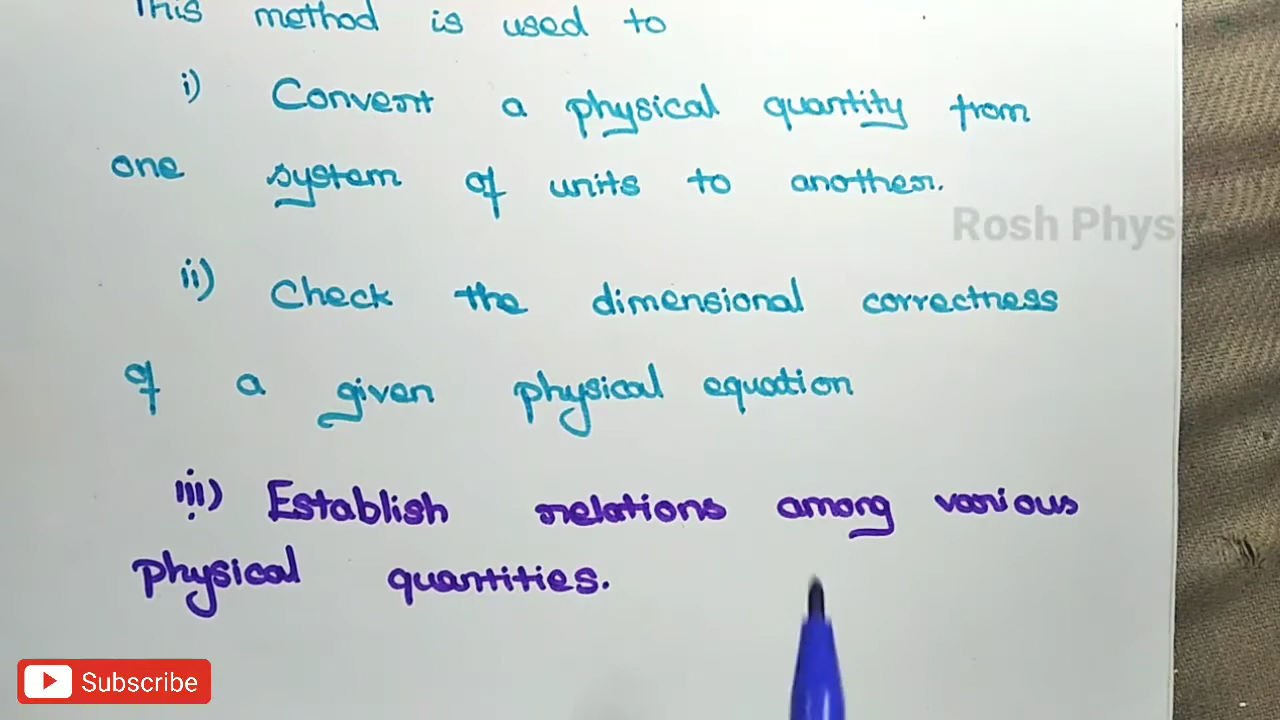 This method is used to
i) Convert a physical quantity from
one system of units to another.
Rosh Phys
ii) Check the dimensional correctness
of a given physical equation
iii) Establish relations among various
physical quantities.
Subscribe